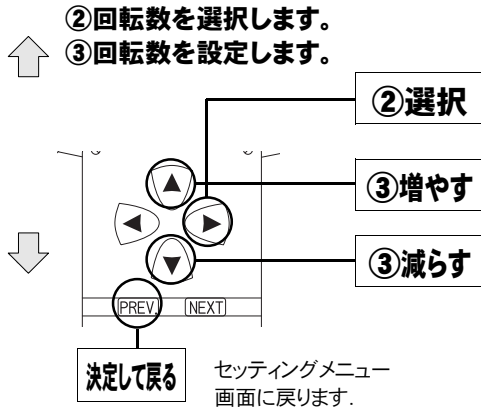 ②回転数を選択します。
③回転数を設定します。
②選択
③増やす
③減らす
PREV.
NEXT
決定して戻る
セッティングメニュー
画面に戻ります.